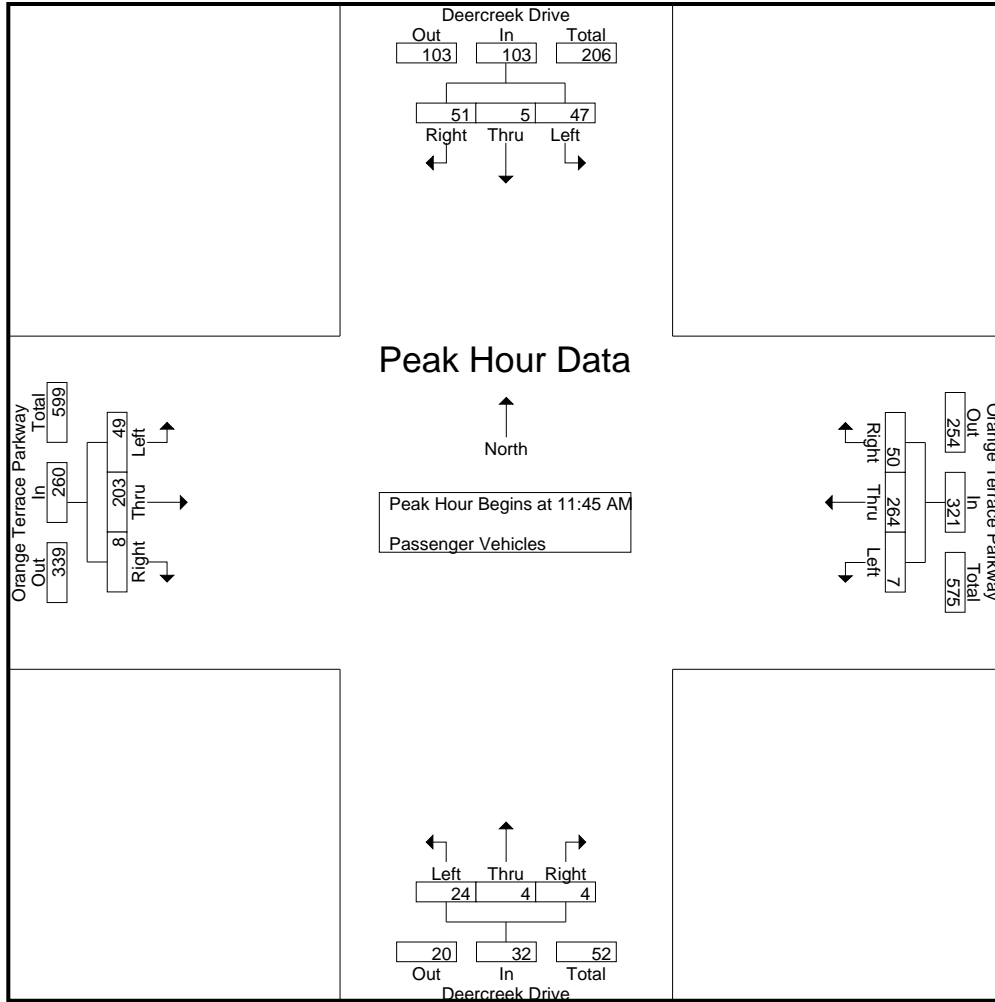 Deercreek Drive
Out In Total
103 103 206
51 5 47
Right Thru Left
Peak Hour Data
North
Peak Hour Begins at 11:45 AM
Passenger Vehicles
Orange Terrace Parkway
Out In Total
339 260 599
Left Thru Right
49 203 8
Orange Terrace Parkway
Out In Total
254 321 575
Right Thru Left
50 264 7
Left Thru Right
24 4 4
20 32 52
Out In Total
Deercreek Drive